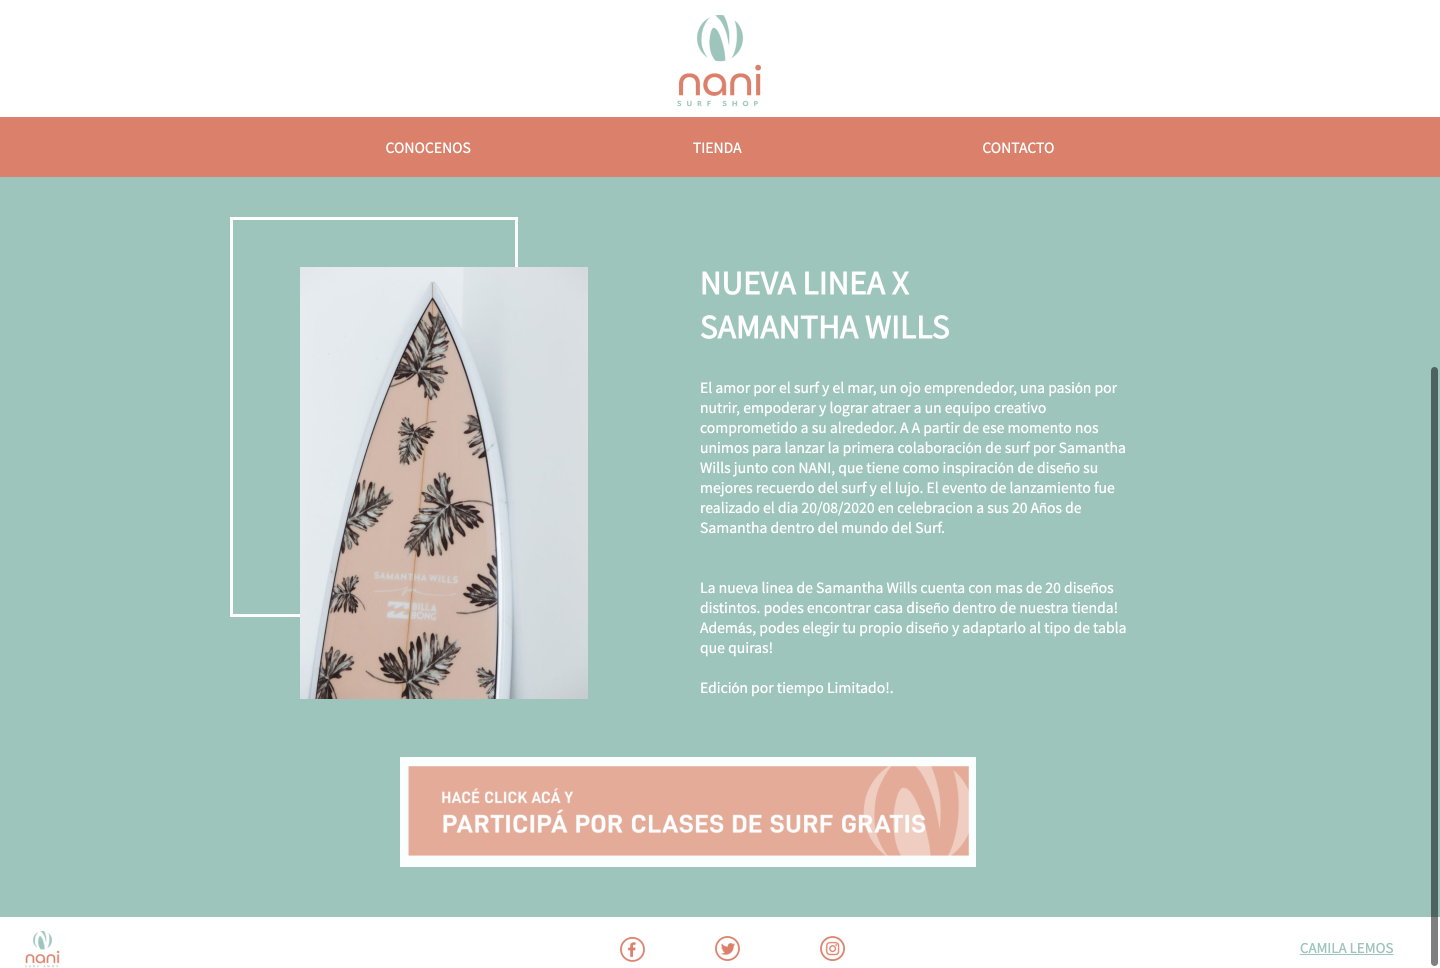 nani
SURF SHOP
CONOCENOS
TIENDA
CONTACTO
NUEVA LINEA X
SAMANTHA WILLS
El amor por el surf y el mar, un ojo emprendedor, una pasión por
nutrir, empoderar y lograr atraer a un equipo creativo
comprometido a su alrededor. A A partir de ese momento nos
unimos para lanzar la primera colaboración de surf por Samantha
Wills junto con NANI, que tiene como inspiración de diseño su
mejores recuerdo del surf y el lujo. El evento de lanzamiento fue
realizado el dia 20/08/2020 en celebracion a sus 20 Años de
Samantha dentro del mundo del Surf.
La nueva linea de Samantha Wills cuenta con mas de 20 diseños
distintos. podes encontrar casa diseño dentro de nuestra tienda!
Además, podes elegir tu propio diseño y adaptarlo al tipo de tabla
que quiras!
Edición por tiempo Limitado!.
SAMANTHA WILLS
for
BILLA
BONG
HACÉ CLICK ACÁ Y
PARTICIPÁ POR CLASES DE SURF GRATIS
nani
SURF SHOP
CAMILA LEMOS